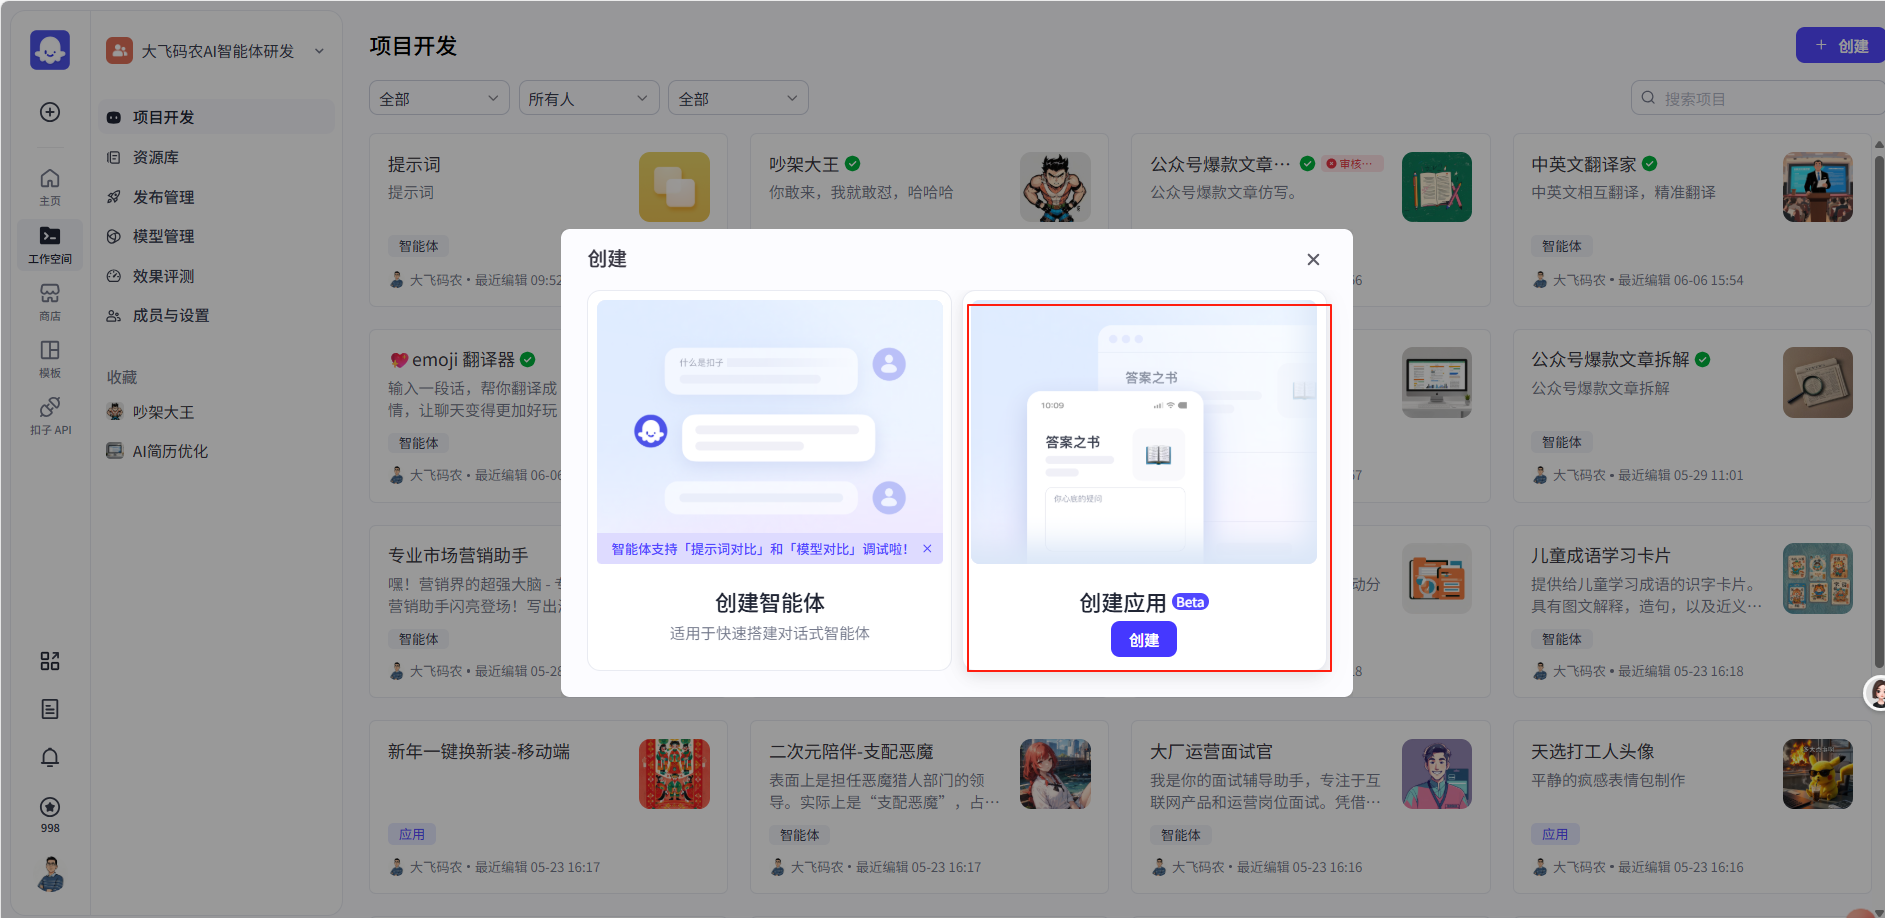 大飞码农AI智能体研发
项目开发
资源库
发布管理
模型管理
效果评测
成员与设置
收藏
吵架大王
AI简历优化
主页
工作空间
商店
模板
扣子 API
998
项目开发
创建
全部
所有人
全部
搜索项目
提示词
提示词
智能体
大飞码农 • 最近编辑 09:52
吵架大王
你敢来，我就敢怼，哈哈哈
公众号爆款文章…
审核…
公众号爆款文章仿写。
56
中英文翻译家
中英文相互翻译，精准翻译
智能体
大飞码农 • 最近编辑 06-06 15:54
emoji 翻译器
输入一段话，帮你翻译成
情，让聊天变得更加好玩
智能体
大飞码农 • 最近编辑 06-06
57
公众号爆款文章拆解
公众号爆款文章拆解
智能体
大飞码农 • 最近编辑 05-29 11:01
专业市场营销助手
嘿！营销界的超强大脑 - 专
营销助手闪亮登场！写出
智能体
大飞码农 • 最近编辑 05-28
动分
18
儿童成语学习卡片
提供给儿童学习成语的识字卡片。
具有图文解释，造句，以及近义…
智能体
大飞码农 • 最近编辑 05-23 16:18
创建
什么是扣子
智能体支持「提示词对比」和「模型对比」调试啦！
创建智能体
适用于快速搭建对话式智能体
答案之书
10:09
答案之书
你心底的疑问
创建应用 Beta
创建
新年一键换新装-移动端
应用
大飞码农 • 最近编辑 05-23 16:17
二次元陪伴-支配恶魔
表面上是担任恶魔猎人部门的领
导。实际上是“支配恶魔”，占…
智能体
大飞码农 • 最近编辑 05-23 16:17
大厂运营面试官
我是你的面试辅导助手，专注于互
联网产品和运营岗位面试。凭借…
智能体
大飞码农 • 最近编辑 05-23 16:16
天选打工人头像
平静的疯感表情包制作
应用
大飞码农 • 最近编辑 05-23 16:16